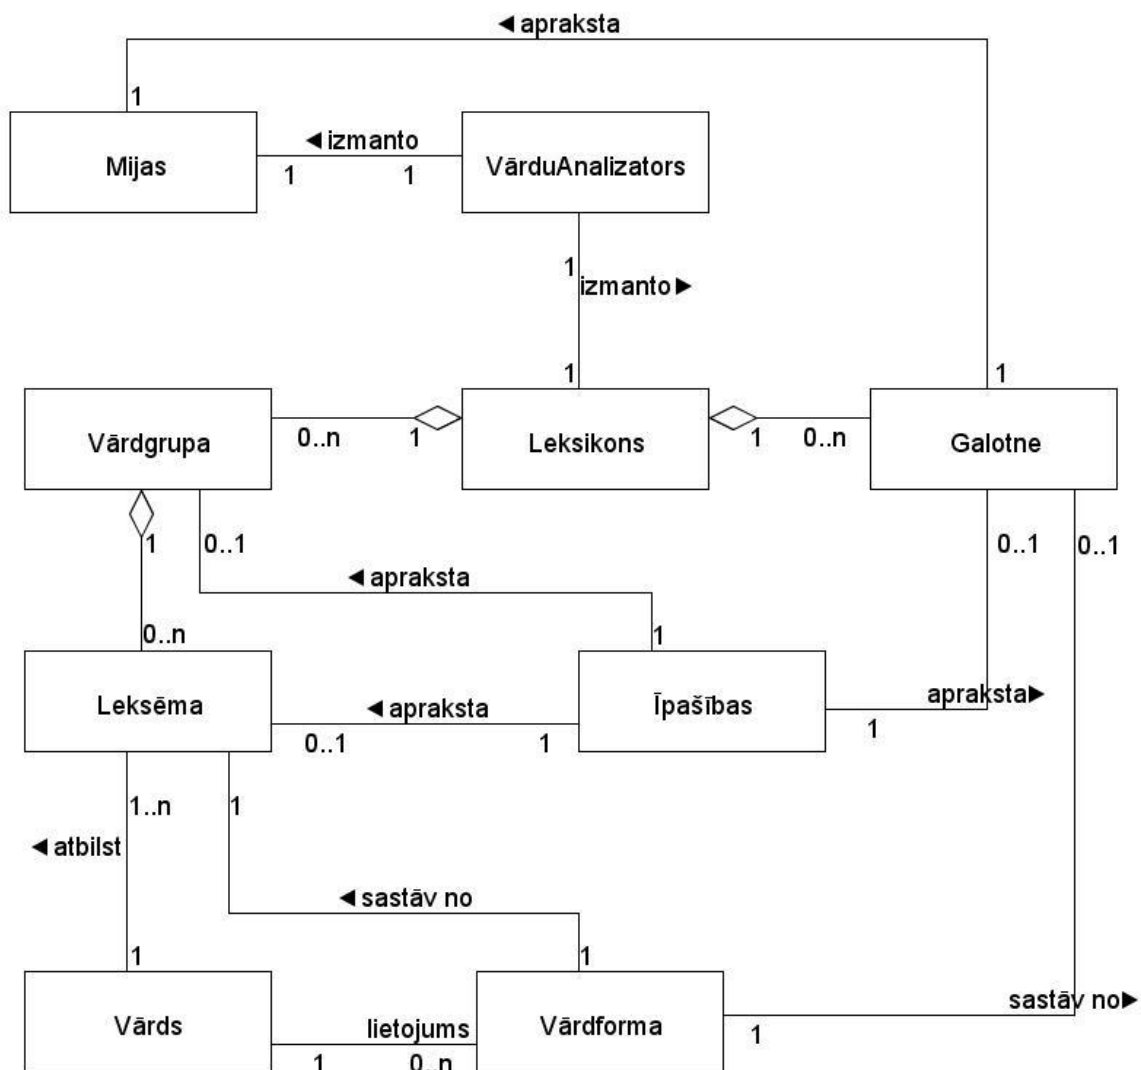 ◄ apraksta
1
Mijas
◄ izmanto
1 1
VārduAnalizators
1
izmanto ►
1
1
Vārdgrupa
0..n 1
Leksikons
1 0..n
Galotne
1
0..1
0..1
0..1
◄ apraksta
0..n
1
Leksēma
◄ apraksta
0..1 1
Īpašības
apraksta►
1
1..n
1
◄ atbilst
◄ sastāv no
1
1
Vārds
lietojums
1 0..n
Vārdforma
sastāv no►
1